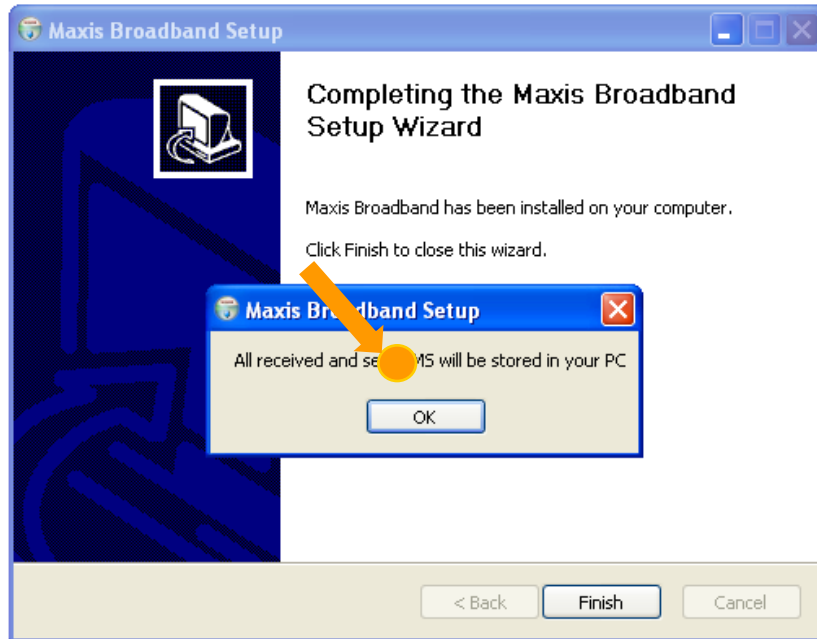 Maxis Broadband Setup
Completing the Maxis Broadband
Setup Wizard
Maxis Broadband has been installed on your computer.
Click Finish to close this wizard.
Maxis Setup
All received and will be stored in your PC
OK
< Back
Finish
Cancel